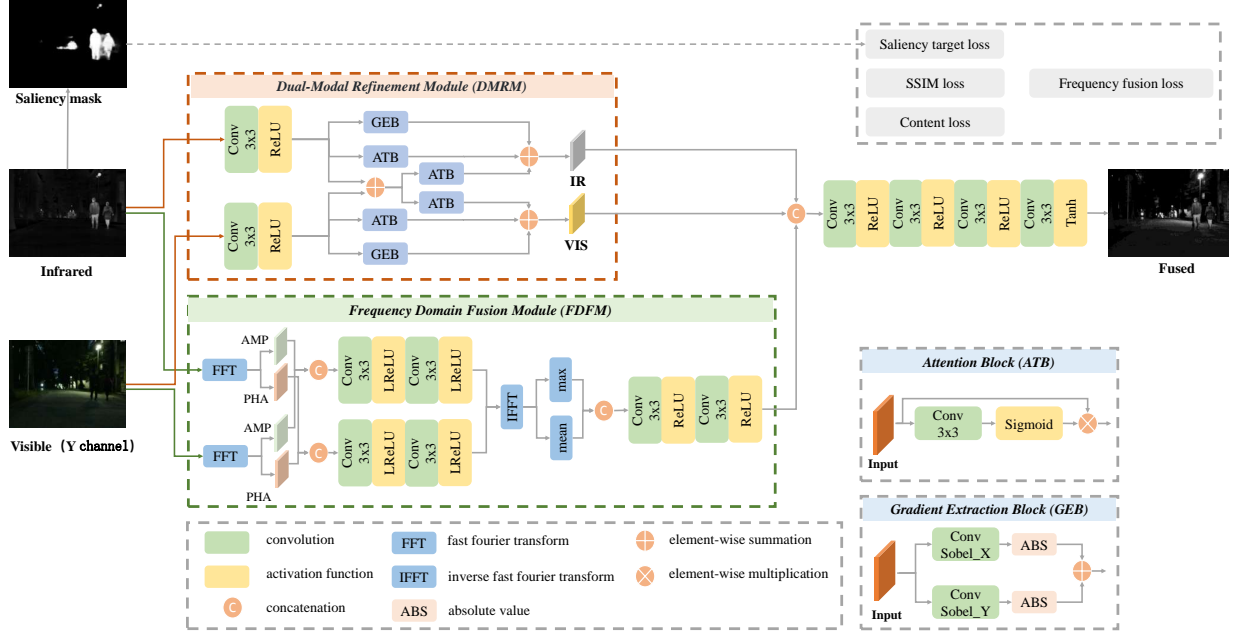 Saliency mask
Infrared
Visible (Y channel)
Dual-Modal Refinement Module (DMRM)
Conv
3x3
ReLU
GEB
ATB
ATB
IR
Conv
3x3
ReLU
ATB
ATB
GEB
VIS
Frequency Domain Fusion Module (FDFM)
FFT
AMP
PHA
C
Conv
3x3
LReLU
Conv
3x3
LReLU
FFT
AMP
PHA
C
Conv
3x3
LReLU
Conv
3x3
LReLU
IFFT
max
mean
C
Conv
3x3
ReLU
Conv
3x3
ReLU
Saliency target loss
SSIM loss
Frequency fusion loss
Content loss
C
Conv
3x3
ReLU
Conv
3x3
ReLU
Conv
3x3
ReLU
Conv
3x3
Tanh
Fused
Attention Block (ATB)
Input
Conv
3x3
Sigmoid
Gradient Extraction Block (GEB)
Input
Conv
Sobel_X
ABS
Conv
Sobel_Y
ABS
convolution
FFT
fast fourier transform
element-wise summation
activation function
IFFT
inverse fast fourier transform
element-wise multiplication
C
concatenation
ABS
absolute value